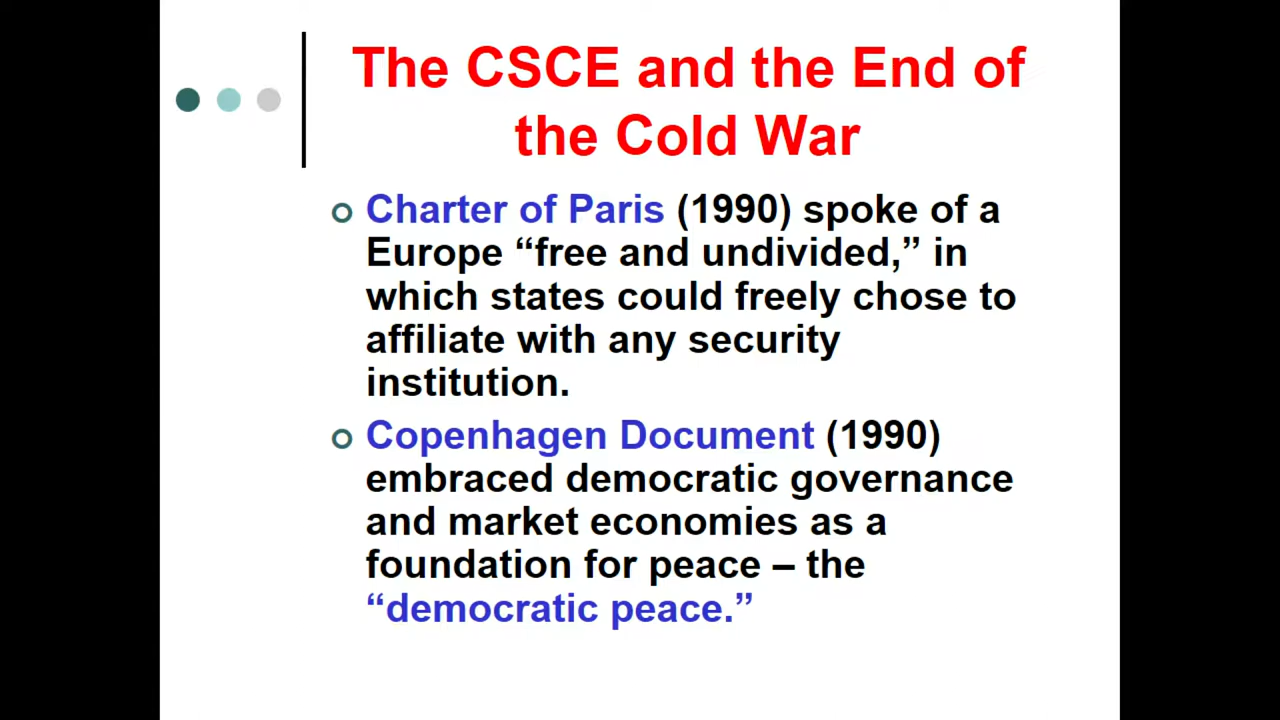 The CSCE and the End of
the Cold War
Charter of Paris (1990) spoke of a
Europe “free and undivided,” in
which states could freely chose to
affiliate with any security
institution.
Copenhagen Document (1990)
embraced democratic governance
and market economies as a
foundation for peace – the
“democratic peace.”